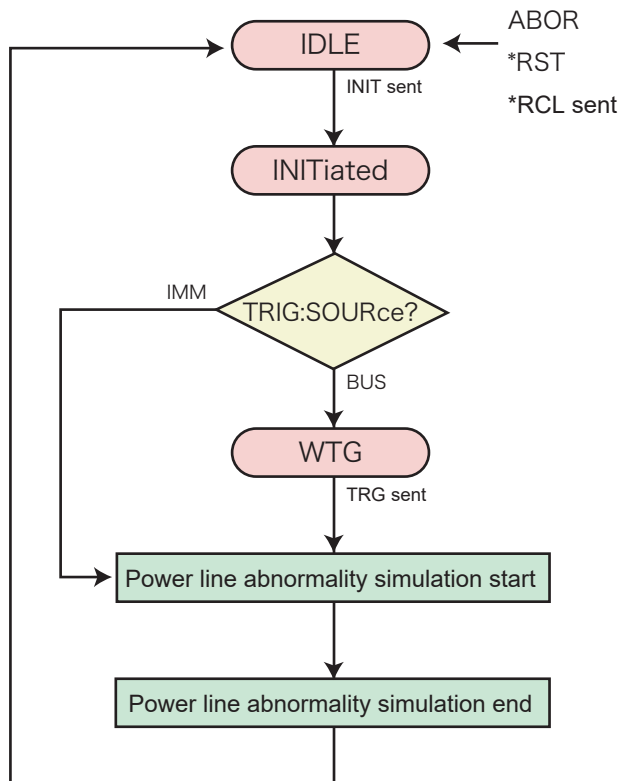 IDLE
ABOR
*RST
*RCL sent
INIT sent
INITiated
IMM
TRIG:SOURce?
BUS
WTG
TRG sent
Power line abnormality simulation start
Power line abnormality simulation end